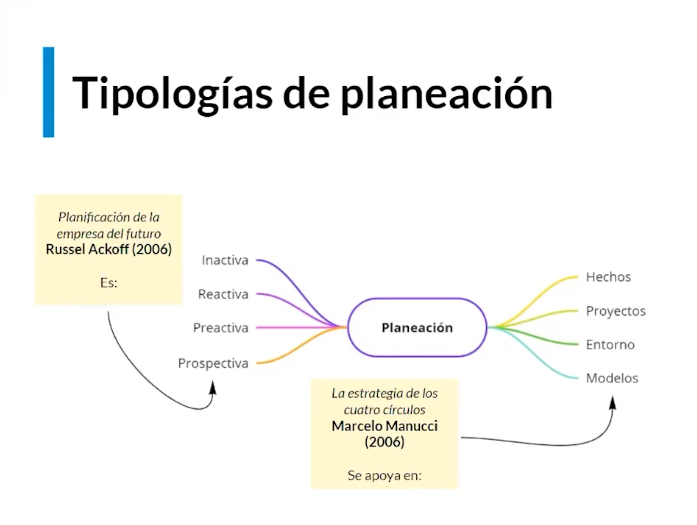 Tipologías de planeación
Planificación de la
empresa del futuro
Russel Ackoff (2006)
Es:
Inactiva
Reactiva
Preactiva
Prospectiva
Planeación
Hechos
Proyectos
Entorno
Modelos
La estrategia de los
cuatro círculos
Marcelo Manucci
(2006)
Se apoya en: